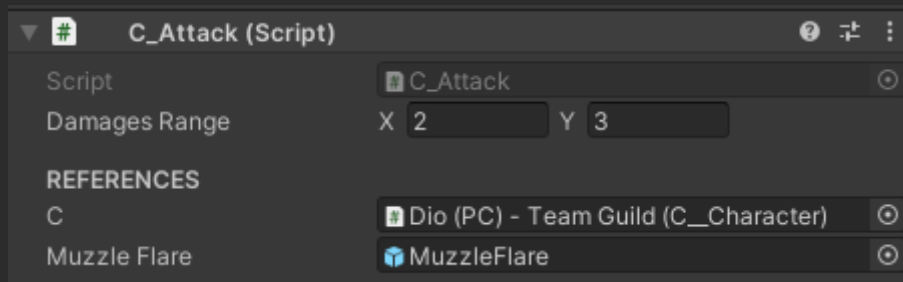 # C_Attack (Script)
Script # C_Attack
Damages Range X 2 Y 3
REFERENCES
C # Dio (PC) - Team Guild (C__Character)
Muzzle Flare MuzzleFlare